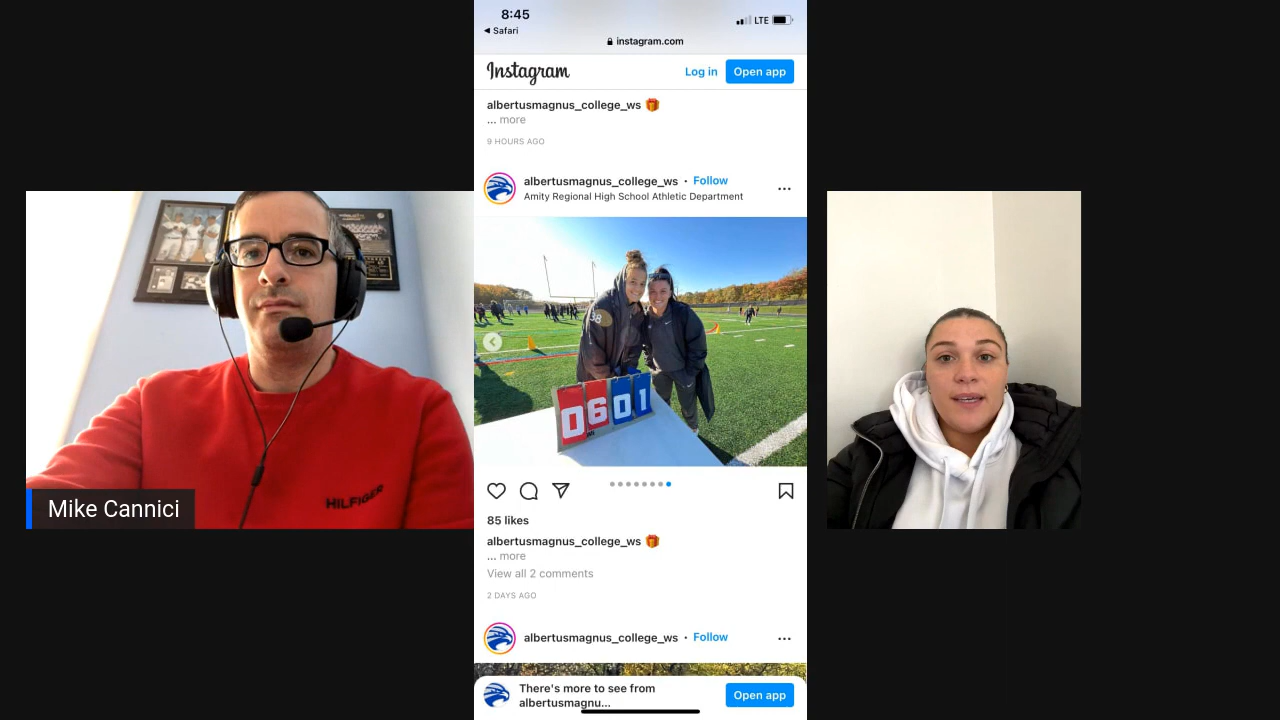 8:45
LTE
Safari
instagram.com
Instagram
Log in
Open app
albertusmagnus_college_ws
... more
9 HOURS AGO
albertusmagnus_college_ws • Follow
Amity Regional High School Athletic Department
38
0601
85 likes
albertusmagnus_college_ws
... more
View all 2 comments
2 DAYS AGO
albertusmagnus_college_ws • Follow
There's more to see from
albertusmagnu...
Open app
Mike Cannici
HILFIGER